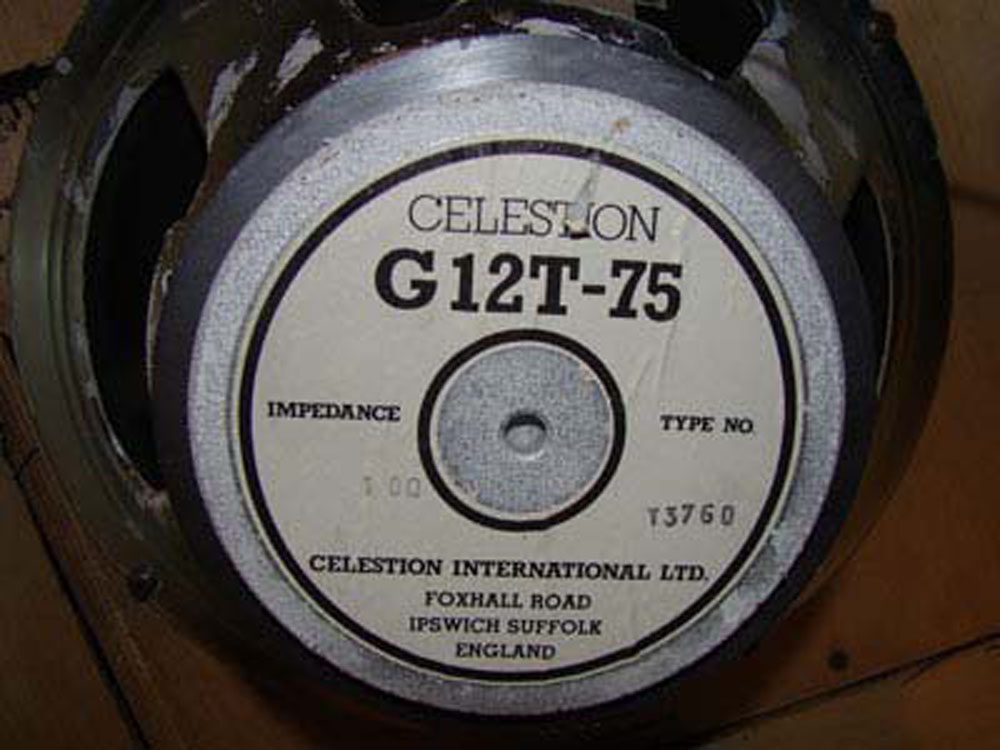 CELESTION
G12T-75
IMPEDANCE
TYPE NO.
T3760
CELESTION INTERNATIONAL LTD.
FOXHALL ROAD
IPSWICH SUFFOLK
ENGLAND